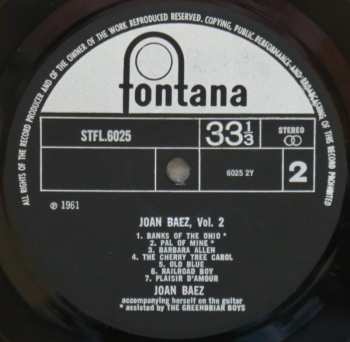 ALL RIGHTS OF THE RECORD PRODUCER AND OF THE OWNER OF THE WORK REPRODUCED RESERVED. COPYING, PUBLIC PERFORMANCE AND BROADCASTING OF THIS RECORD PROHIBITED
fontana
STFL.6025
33 1/3
STEREO
6025 2Y
2
℗ 1961
JOAN BAEZ, Vol. 2
1. BANKS OF THE OHIO *
2. PAL OF MINE *
3. BARBARA ALLEN
4. THE CHERRY TREE CAROL
5. OLD BLUE
6. RAILROAD BOY
7. PLAISIR D'AMOUR
JOAN BAEZ
accompanying herself on the guitar
* assisted by THE GREENBRIAR BOYS